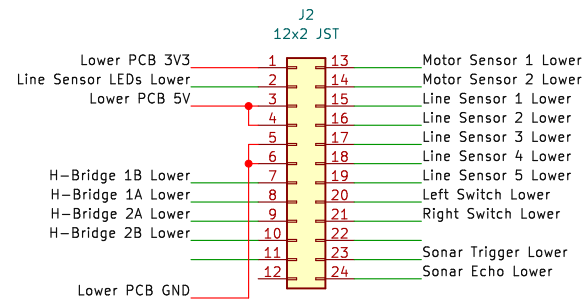 J2
12x2 JST
Lower PCB 3V3 1 13 Motor Sensor 1 Lower
Line Sensor LEDs Lower 2 14 Motor Sensor 2 Lower
Lower PCB 5V 3 15 Line Sensor 1 Lower
4 16 Line Sensor 2 Lower
5 17 Line Sensor 3 Lower
6 18 Line Sensor 4 Lower
H-Bridge 1B Lower 7 19 Line Sensor 5 Lower
H-Bridge 1A Lower 8 20 Left Switch Lower
H-Bridge 2A Lower 9 21 Right Switch Lower
H-Bridge 2B Lower 10 22
11 23 Sonar Trigger Lower
12 24 Sonar Echo Lower
Lower PCB GND